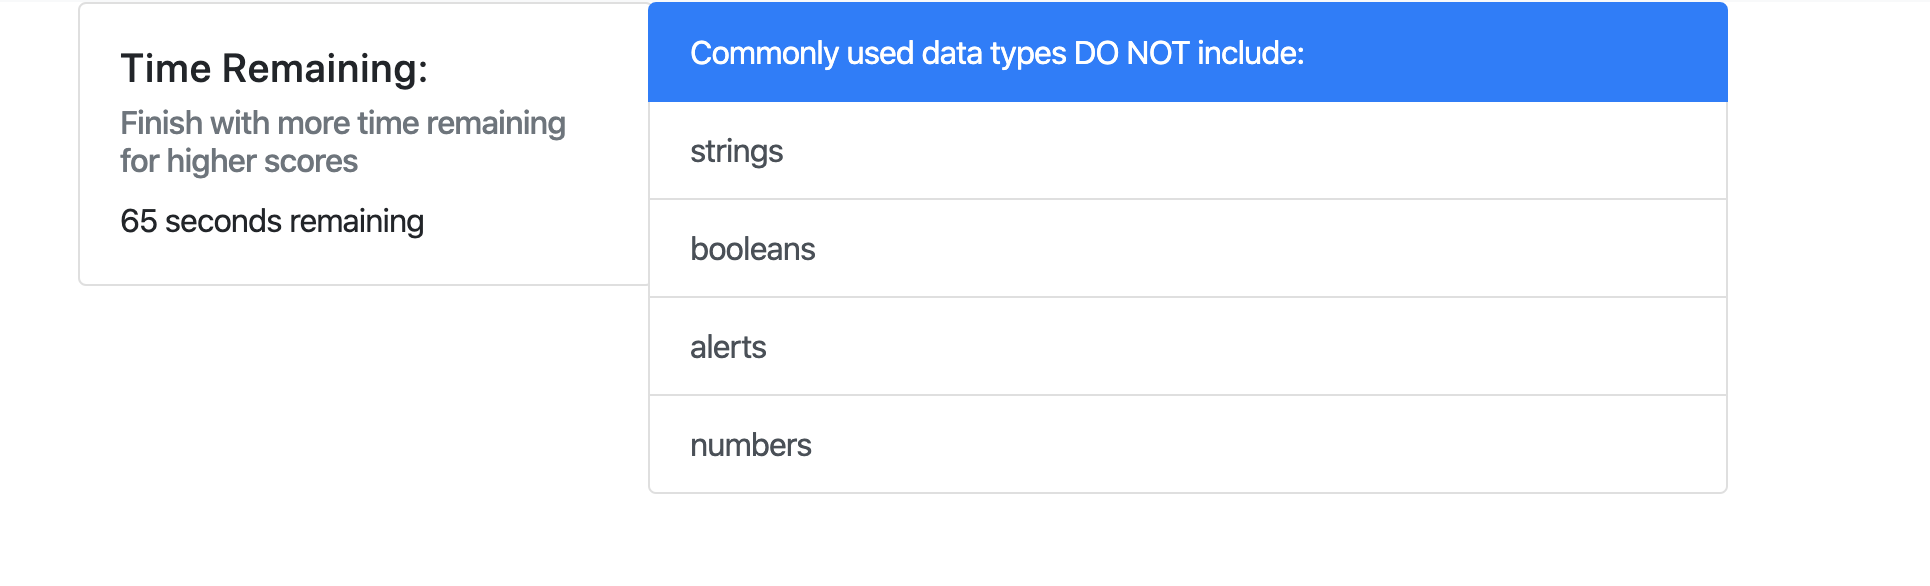 Time Remaining:
Finish with more time remaining
for higher scores
65 seconds remaining
Commonly used data types DO NOT include:
strings
booleans
alerts
numbers